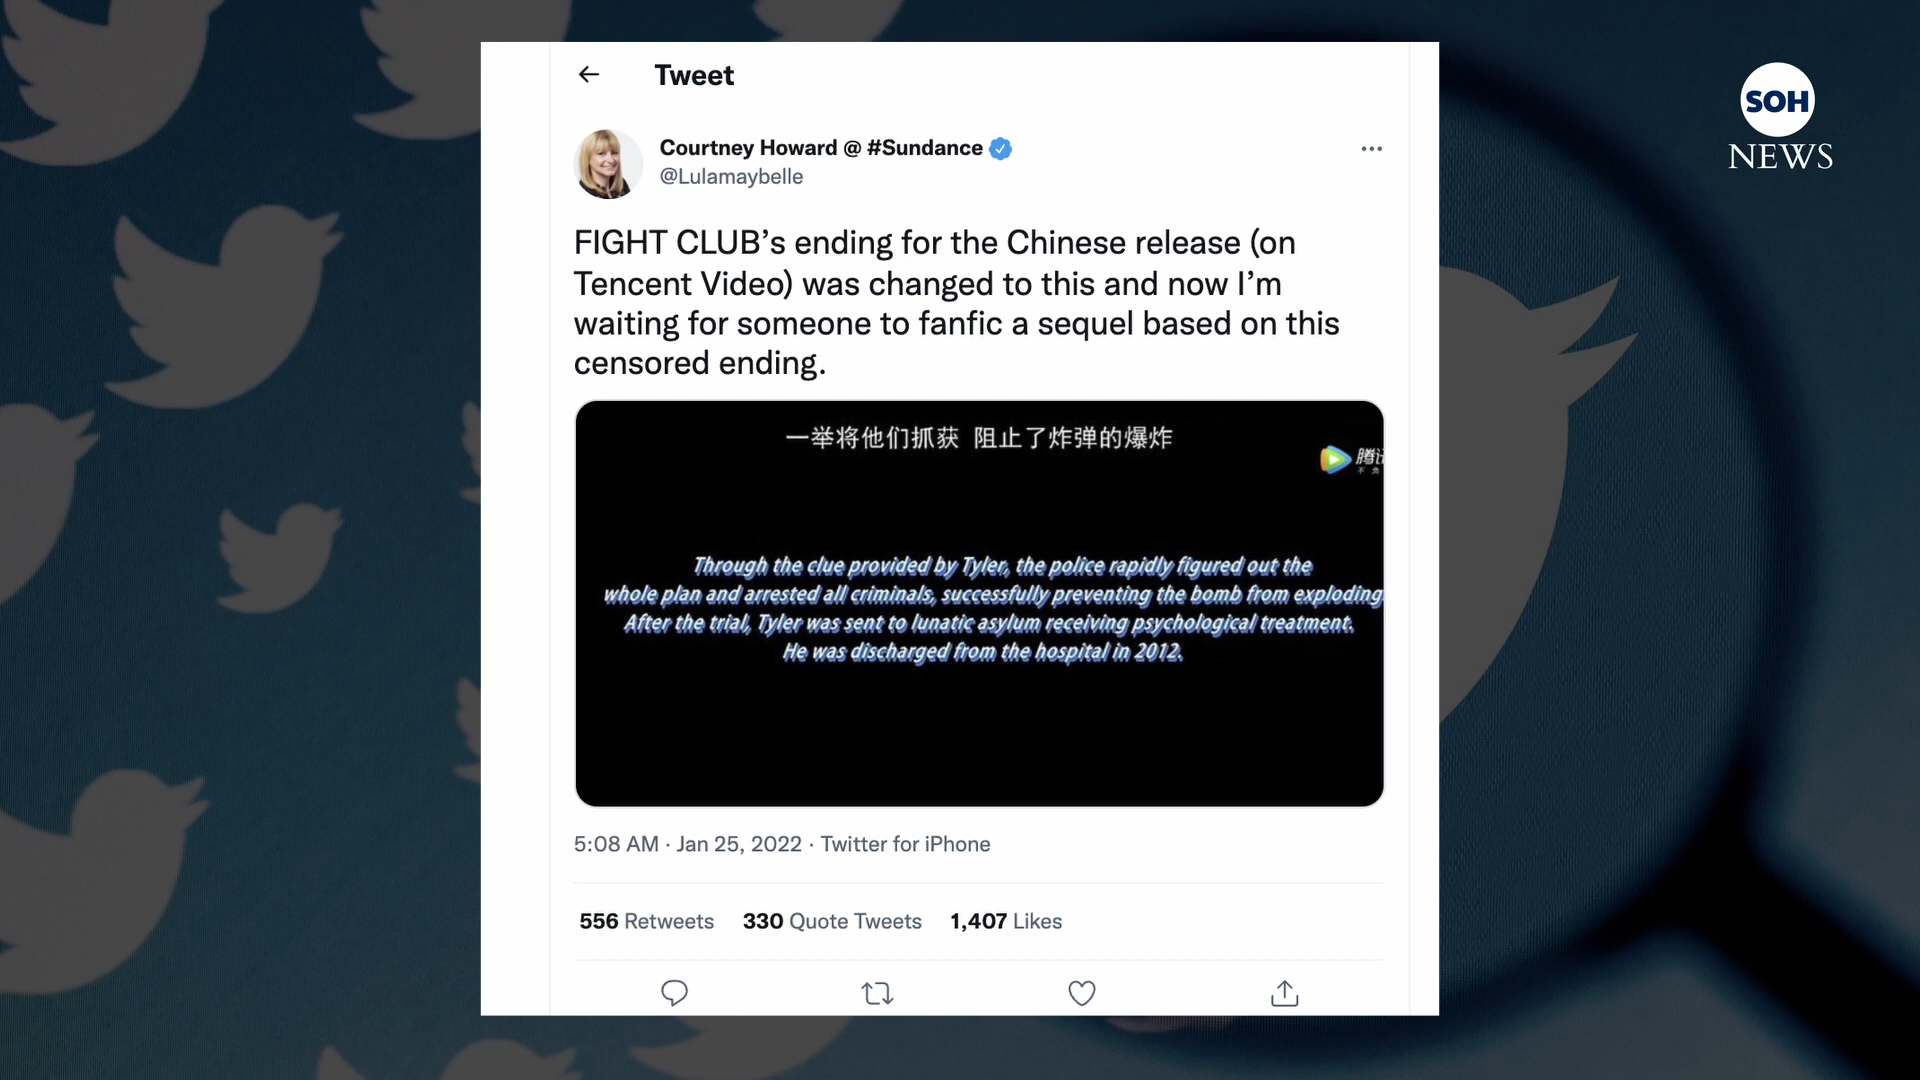 SOH
NEWS
Tweet
Courtney Howard @ #Sundance
@Lulamaybelle
FIGHT CLUB’s ending for the Chinese release (on
Tencent Video) was changed to this and now I’m
waiting for someone to fanfic a sequel based on this
censored ending.
一举将他们抓获 阻止了炸弹的爆炸
腾讯
Through the clue provided by Tyler, the police rapidly figured out the
whole plan and arrested all criminals, successfully preventing the bomb from exploding
After the trial, Tyler was sent to lunatic asylum receiving psychological treatment.
He was discharged from the hospital in 2012.
5:08 AM · Jan 25, 2022 · Twitter for iPhone
556 Retweets 330 Quote Tweets 1,407 Likes